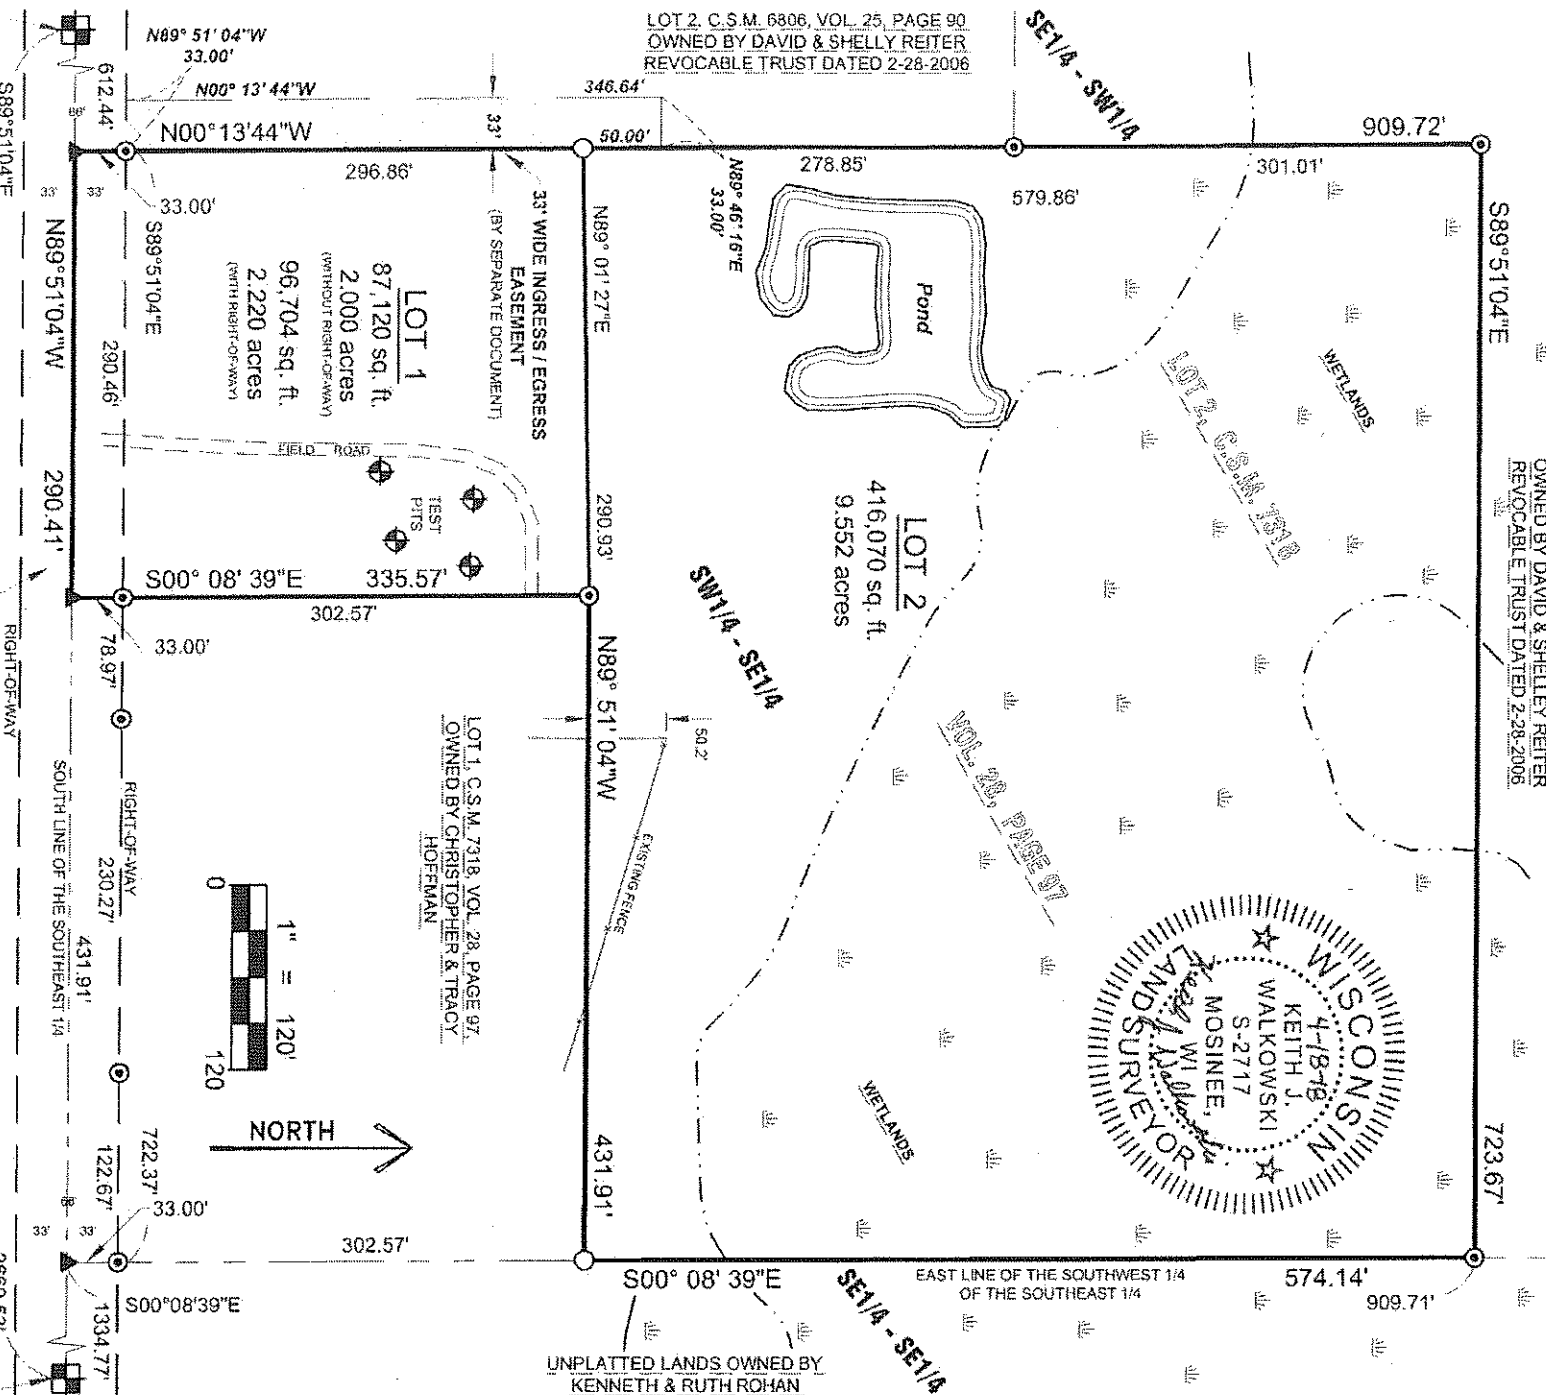 LOT 2, C.S.M. 6806, VOL. 25, PAGE 90
OWNED BY DAVID & SHELLY REITER
REVOCABLE TRUST DATED 2-28-2006
SE1/4 - SW1/4
N89° 51' 04"W
33.00'
N00° 13' 44"W
346.64'
612.44'
66'
N00°13'44"W
33'
50.00'
909.72'
296.86'
278.85'
301.01'
579.86'
N89° 46' 16"E
33.00'
33.00'
33'
33'
S89°51'04"E
S89°51'04"E
S89°51'04"E
N89°51'04"W
290.46'
290.41'
33' WIDE INGRESS / EGRESS
EASEMENT
(BY SEPARATE DOCUMENT)
N89° 01' 27"E
LOT 1
87,120 sq. ft.
2.000 acres
(WITHOUT RIGHT-OF-WAY)
96,704 sq. ft.
2.220 acres
(WITH RIGHT-OF-WAY)
FIELD ROAD
TEST
PITS
290.93'
Pond
WETLANDS
LOT 2, C.S.M. 7318
VOL. 28, PAGE 97
OWNED BY DAVID & SHELLEY REITER
REVOCABLE TRUST DATED 2-28-2006
LOT 2
416,070 sq. ft.
9.552 acres
SW1/4 - SE1/4
S00° 08' 39"E
335.57'
302.57'
33.00'
78.97'
RIGHT-OF-WAY
N89° 51' 04"W
50.2'
EXISTING FENCE
LOT 1, C.S.M. 7318, VOL. 28, PAGE 97,
OWNED BY CHRISTOPHER & TRACY
HOFFMAN
RIGHT-OF-WAY
230.27'
SOUTH LINE OF THE SOUTHEAST 1/4
431.91'
1" = 120'
0
120
NORTH
WISCONSIN
4-18-18
KEITH J.
WALKOWSKI
S-2717
MOSINEE,
WI
LAND SURVEYOR
WETLANDS
723.67'
431.91'
722.37'
122.67'
33.00'
33'
33'
302.57'
S00° 08' 39"E
EAST LINE OF THE SOUTHWEST 1/4
OF THE SOUTHEAST 1/4
574.14'
909.71'
S00°08'39"E
1334.77'
SE1/4 - SE1/4
UNPLATTED LANDS OWNED BY
KENNETH & RUTH ROHAN